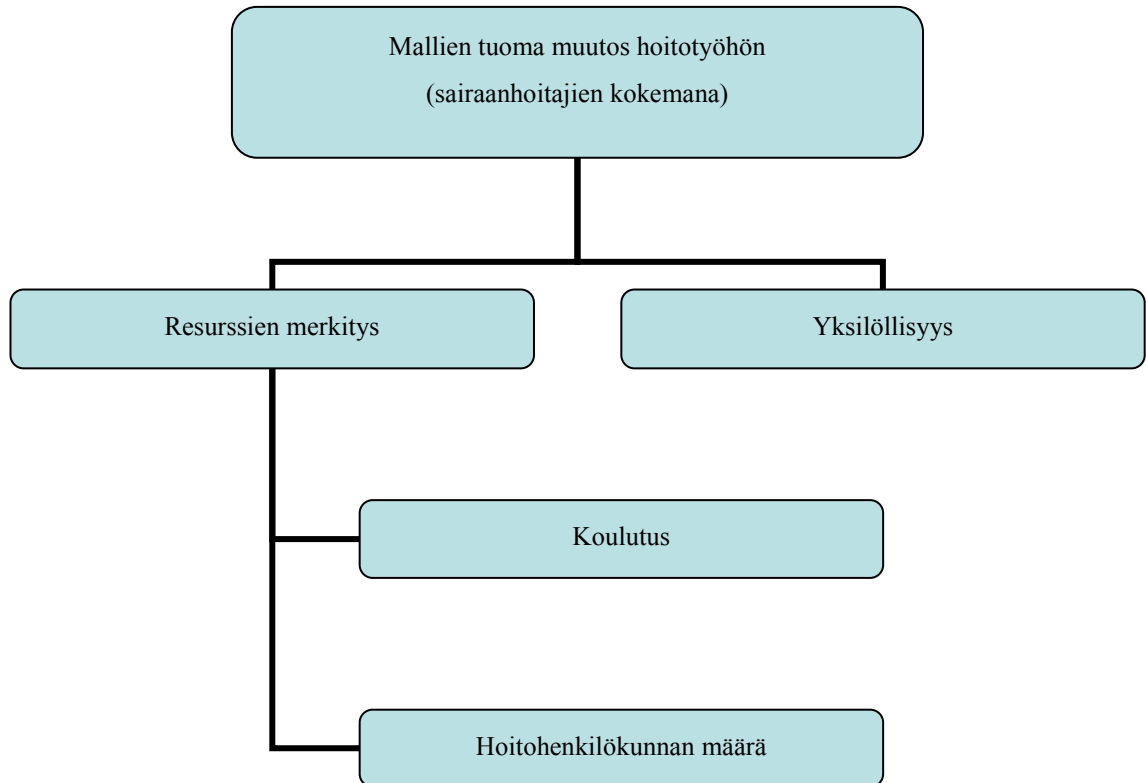 Mallien tuoma muutos hoitotyöhön
(sairaanhoitajien kokemana)
Resurssien merkitys
Yksilöllisyys
Koulutus
Hoitohenkilökunnan määrä